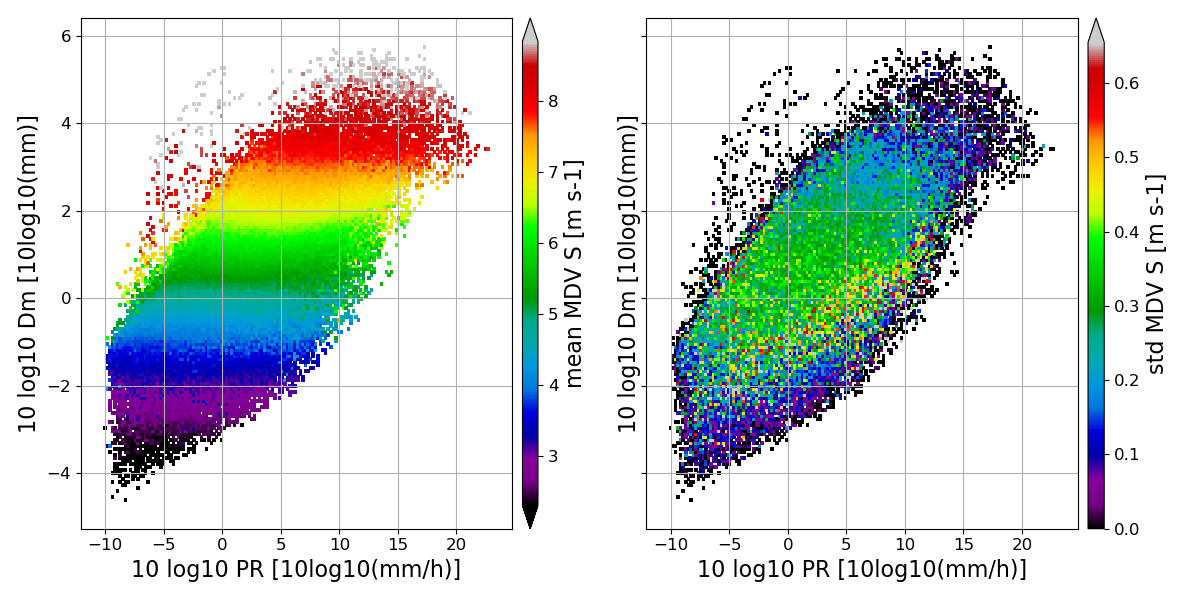 6
4
2
0
−2
−4
−10 −5 0 5 10 15 20
10 log10 Dm [10log10(mm)]
10 log10 PR [10log10(mm/h)]
8
7
6
5
4
3
mean MDV S [m s-1]
−10 −5 0 5 10 15 20
10 log10 Dm [10log10(mm)]
10 log10 PR [10log10(mm/h)]
0.6
0.5
0.4
0.3
0.2
0.1
0.0
std MDV S [m s-1]